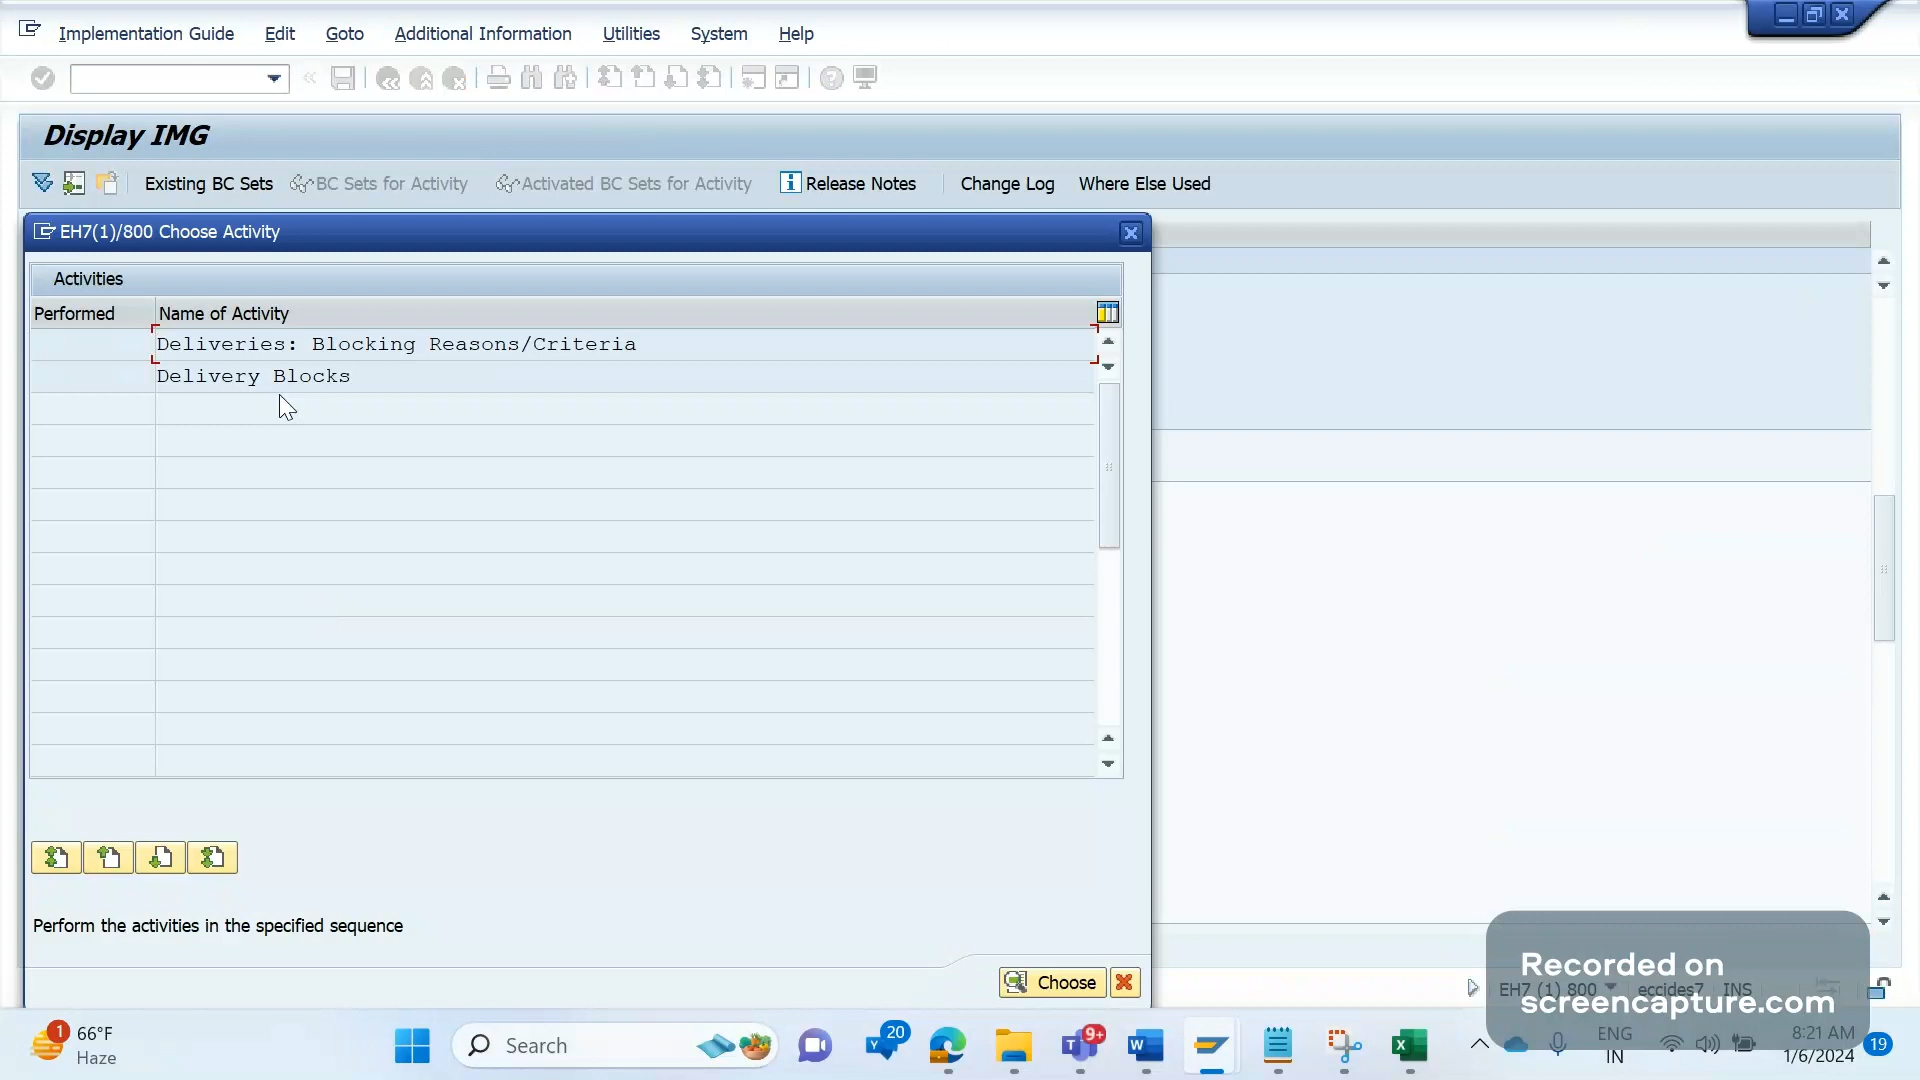 Implementation Guide Edit Goto Additional Information Utilities System Help
Display IMG
Existing BC Sets BC Sets for Activity Activated BC Sets for Activity Release Notes Change Log Where Else Used
EH7(1)/800 Choose Activity
Activities
Performed Name of Activity
Deliveries: Blocking Reasons/Criteria
Delivery Blocks
Perform the activities in the specified sequence
Choose
EH7 (1) 800 eccides7 INS
Recorded on
screencapture.com
1 66°F
Haze
Search
20
9+
ENG
IN
8:21 AM
1/6/2024
19